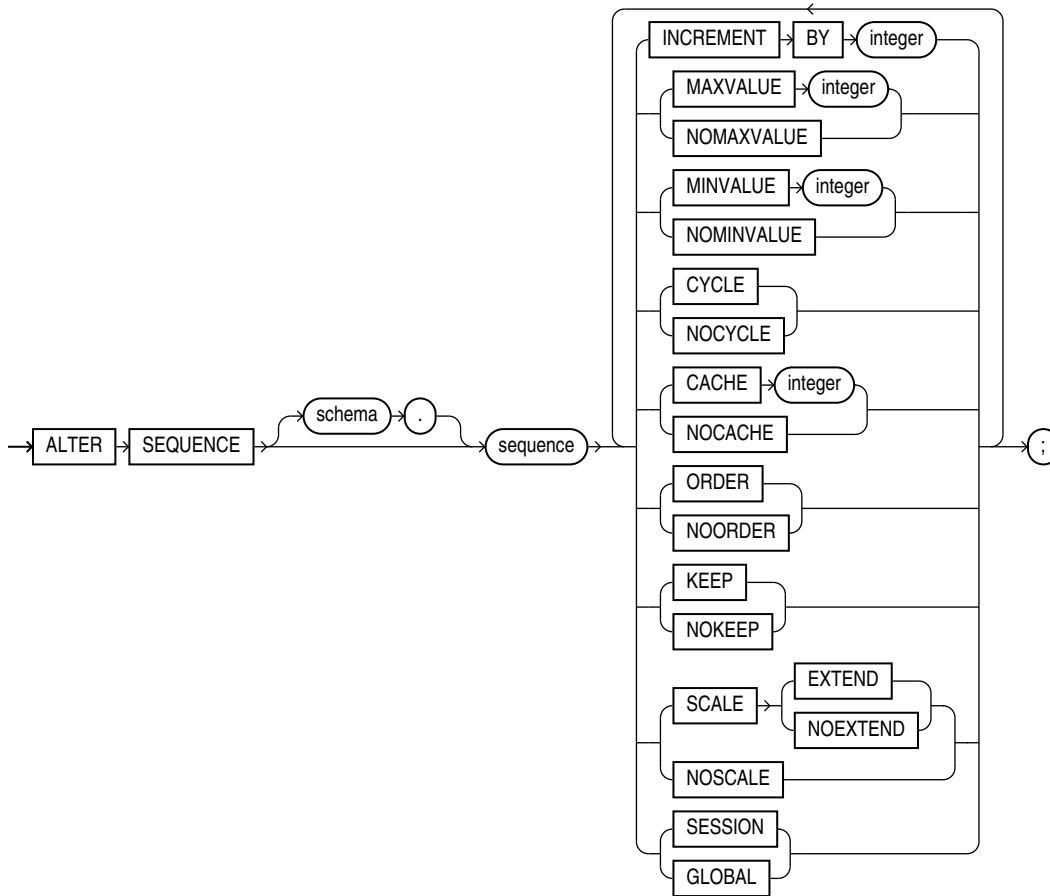 INCREMENT BY integer
MAXVALUE integer
NOMAXVALUE
MINVALUE integer
NOMINVALUE
CYCLE
NOCYCLE
CACHE integer
NOCACHE
schema .
ALTER SEQUENCE sequence ;
ORDER
NOORDER
KEEP
NOKEEP
EXTEND
SCALE
NOEXTEND
NOSCALE
SESSION
GLOBAL